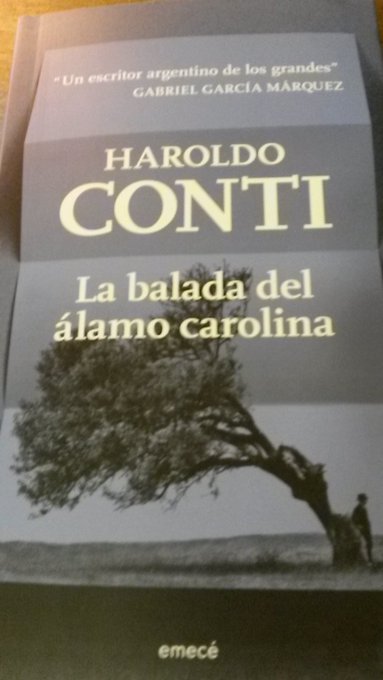 "Un escritor argentino de los grandes"
GABRIEL GARCÍA MÁRQUEZ
HAROLDO
CONTI
La balada del
álamo carolina
emecé